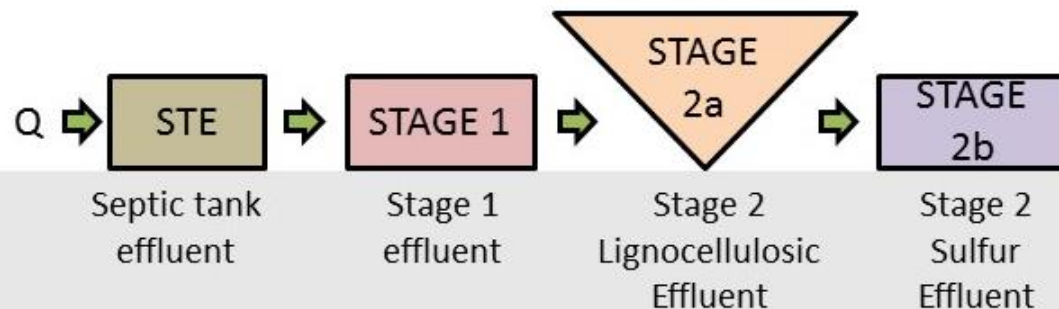 Q
STE
STAGE 1
STAGE
2a
STAGE
2b
Septic tank
effluent
Stage 1
effluent
Stage 2
Lignocellulosic
Effluent
Stage 2
Sulfur
Effluent